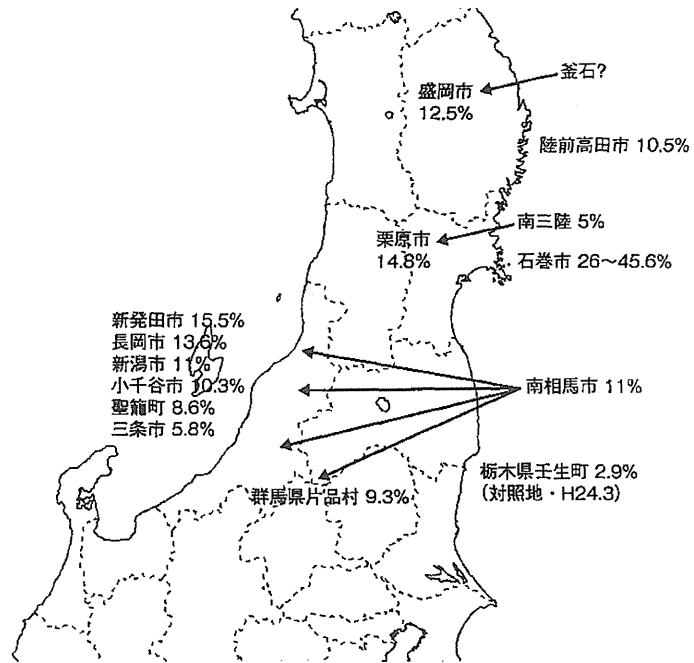 釜石?
盛岡市
12.5%
陸前高田市 10.5%
南三陸 5%
栗原市
14.8%
石巻市 26〜45.6%
新発田市 15.5%
長岡市 13.6%
新潟市 11%
小千谷市 10.3%
聖籠町 8.6%
三条市 5.8%
南相馬市 11%
栃木県壬生町 2.9%
(対照地・H24.3)
群馬県片品村 9.3%